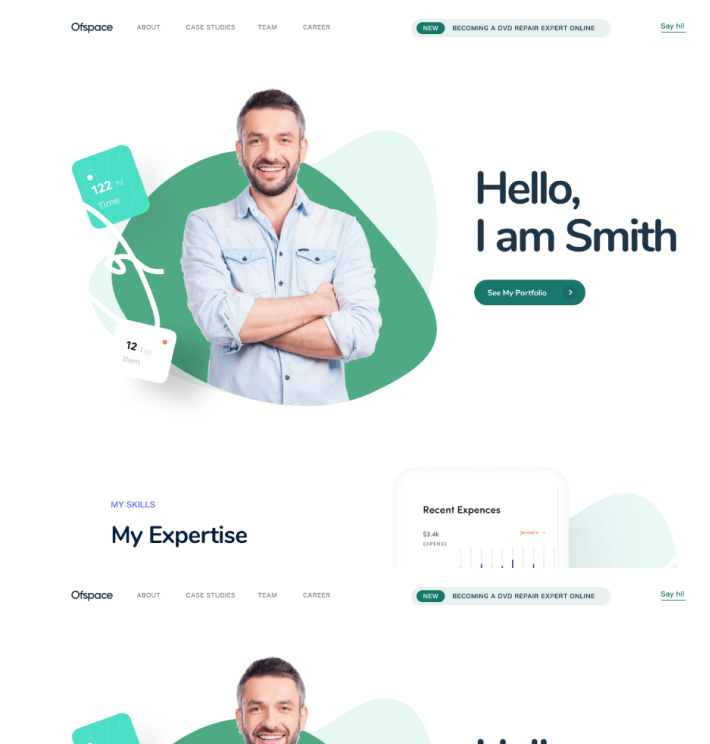 Ofspace
ABOUT
CASE STUDIES
TEAM
CAREER
NEW
BECOMING A DVD REPAIR EXPERT ONLINE
Say hi!
122 hr
Time
Hello,
I am Smith
See My Portfolio
12
Item
MY SKILLS
My Expertise
Recent Expences
$3.4k
January
EXPENSE
Ofspace
ABOUT
CASE STUDIES
TEAM
CAREER
NEW
BECOMING A DVD REPAIR EXPERT ONLINE
Say hi!